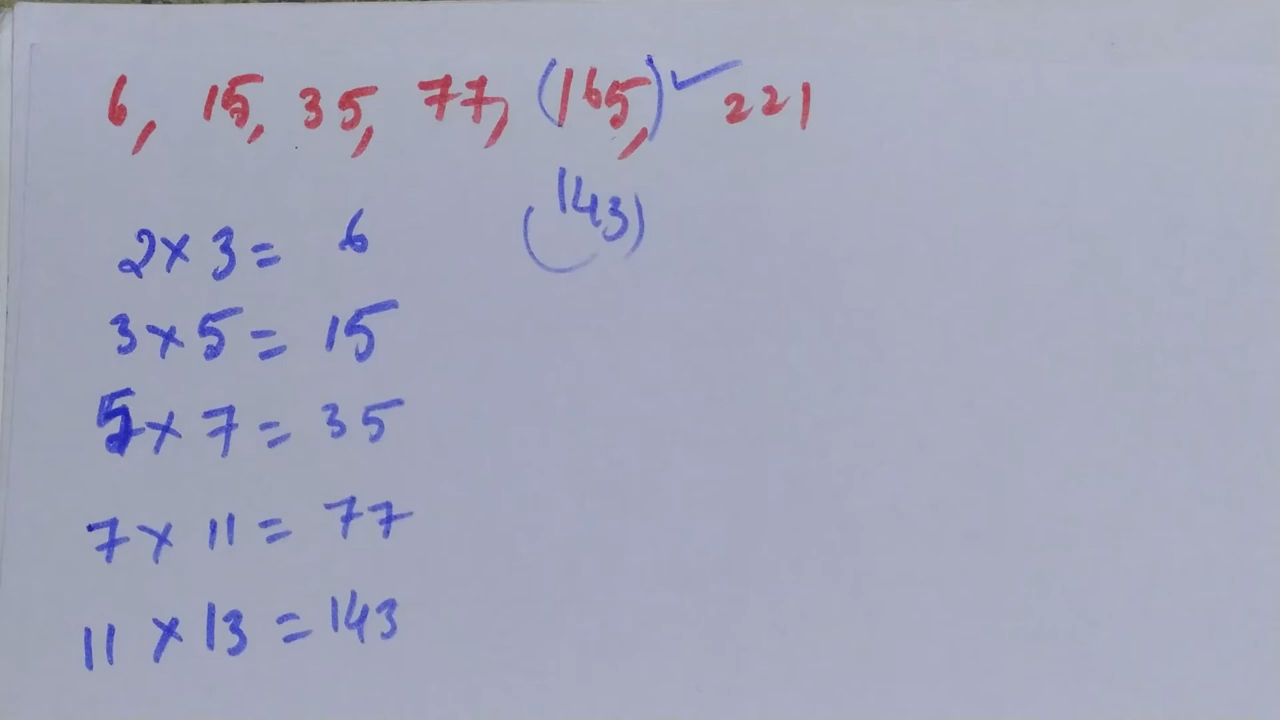 6, 15, 35, 77, (165,) ✓ 221
(143)
2 × 3 = 6
3 × 5 = 15
5 × 7 = 35
7 × 11 = 77
11 × 13 = 143